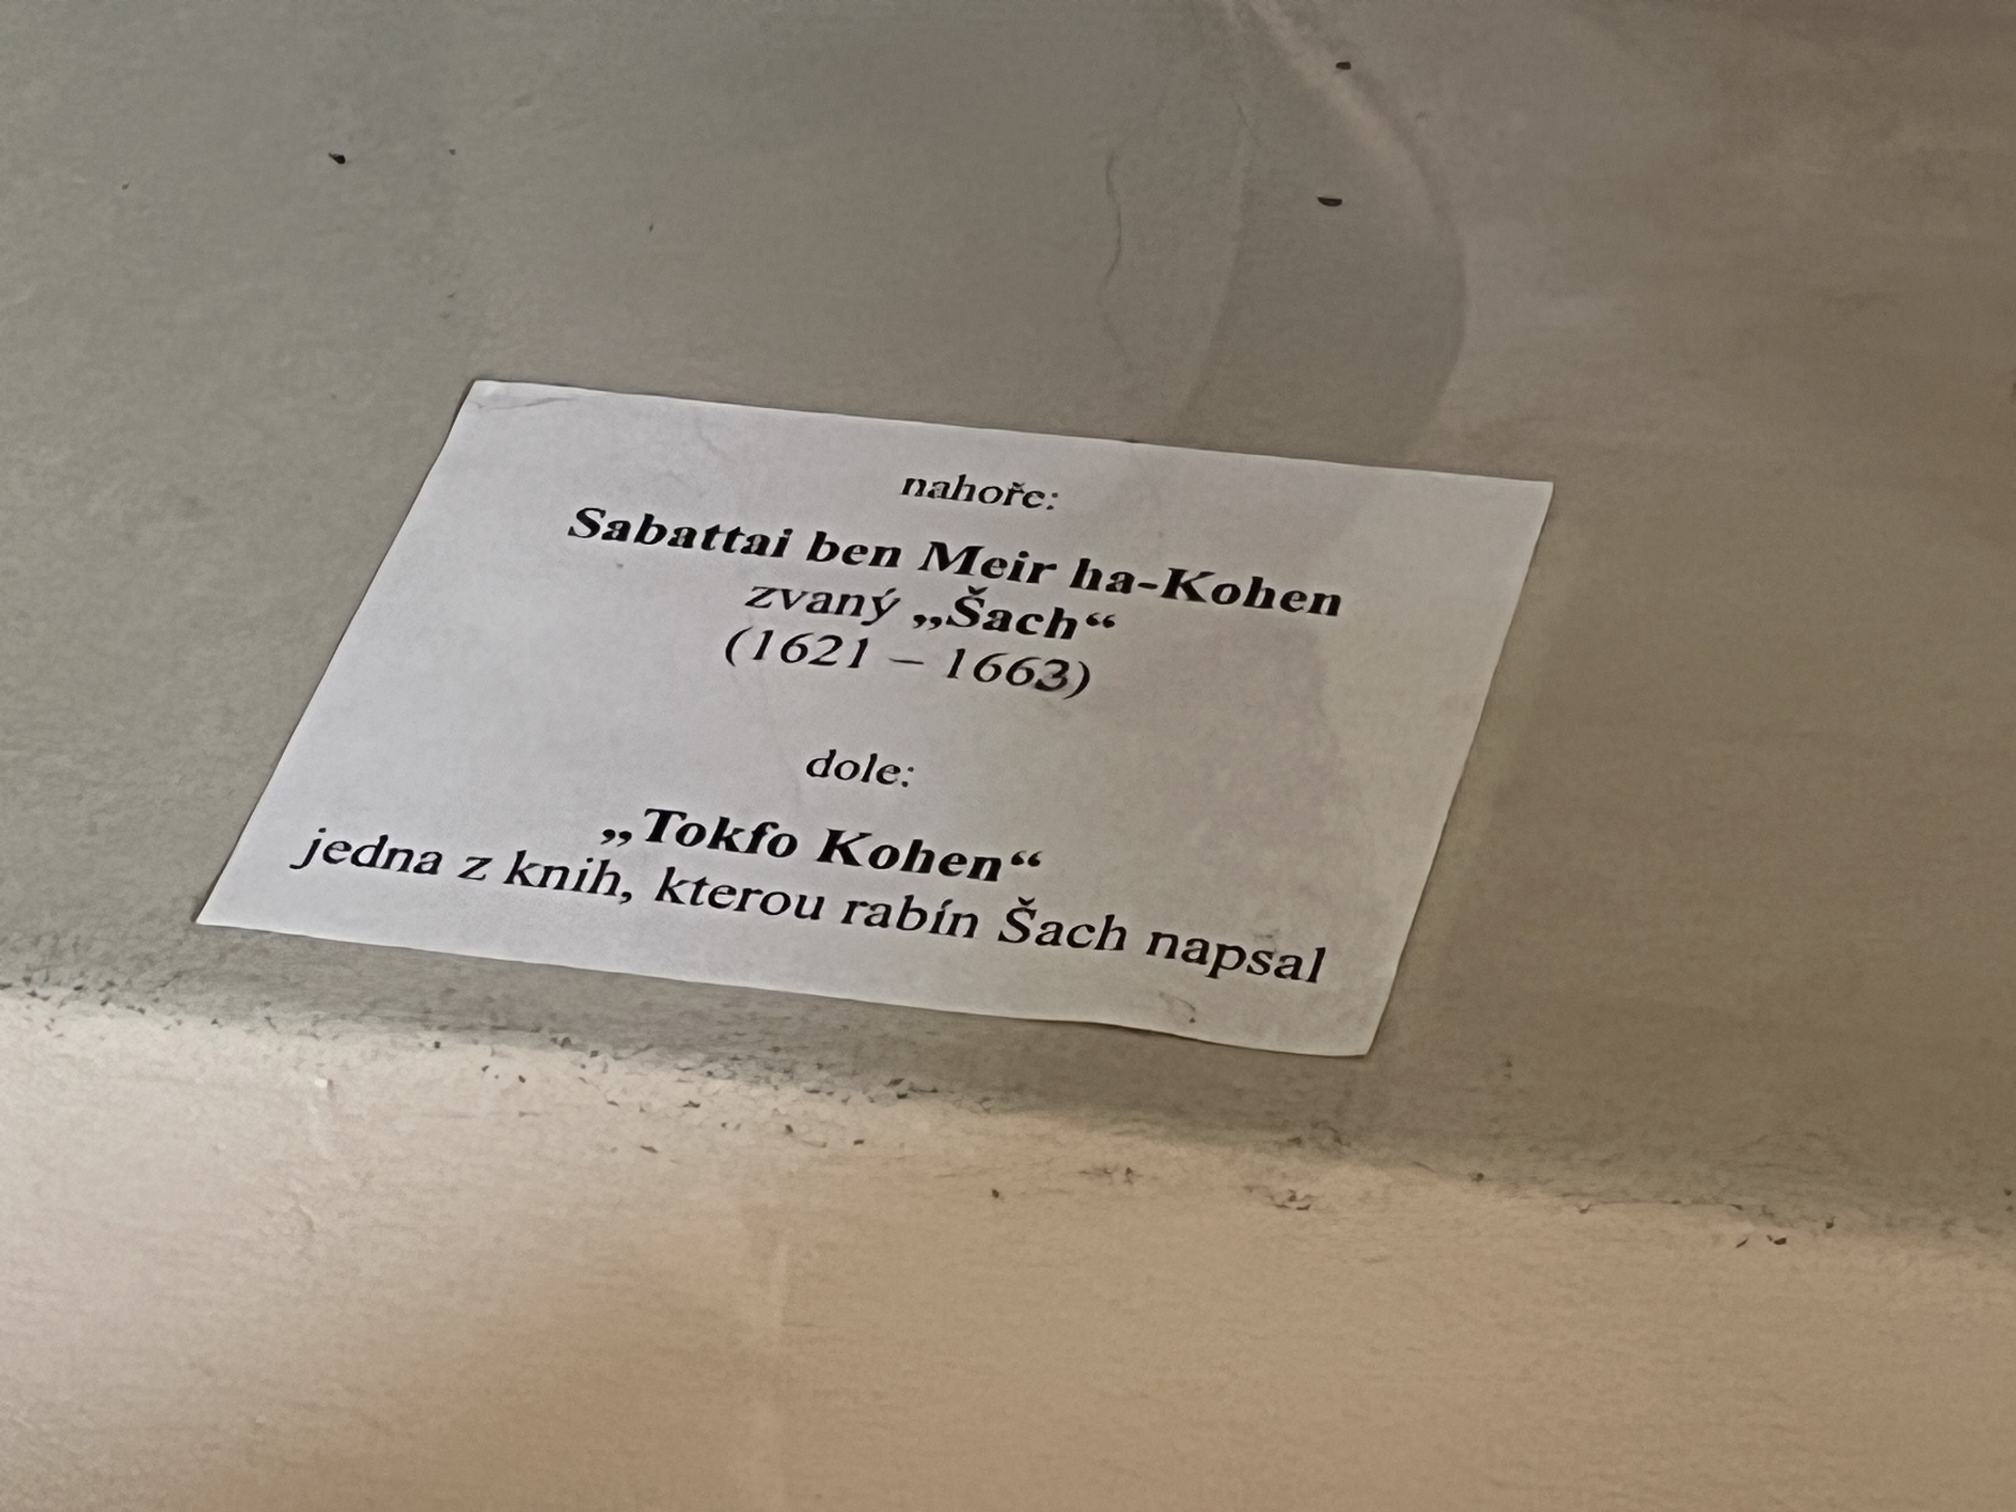 nahoře:
Sabattai ben Meir ha-Kohen
zvaný „Šach“
(1621 – 1663)
dole:
„Tokfo Kohen“
jedna z knih, kterou rabín Šach napsal